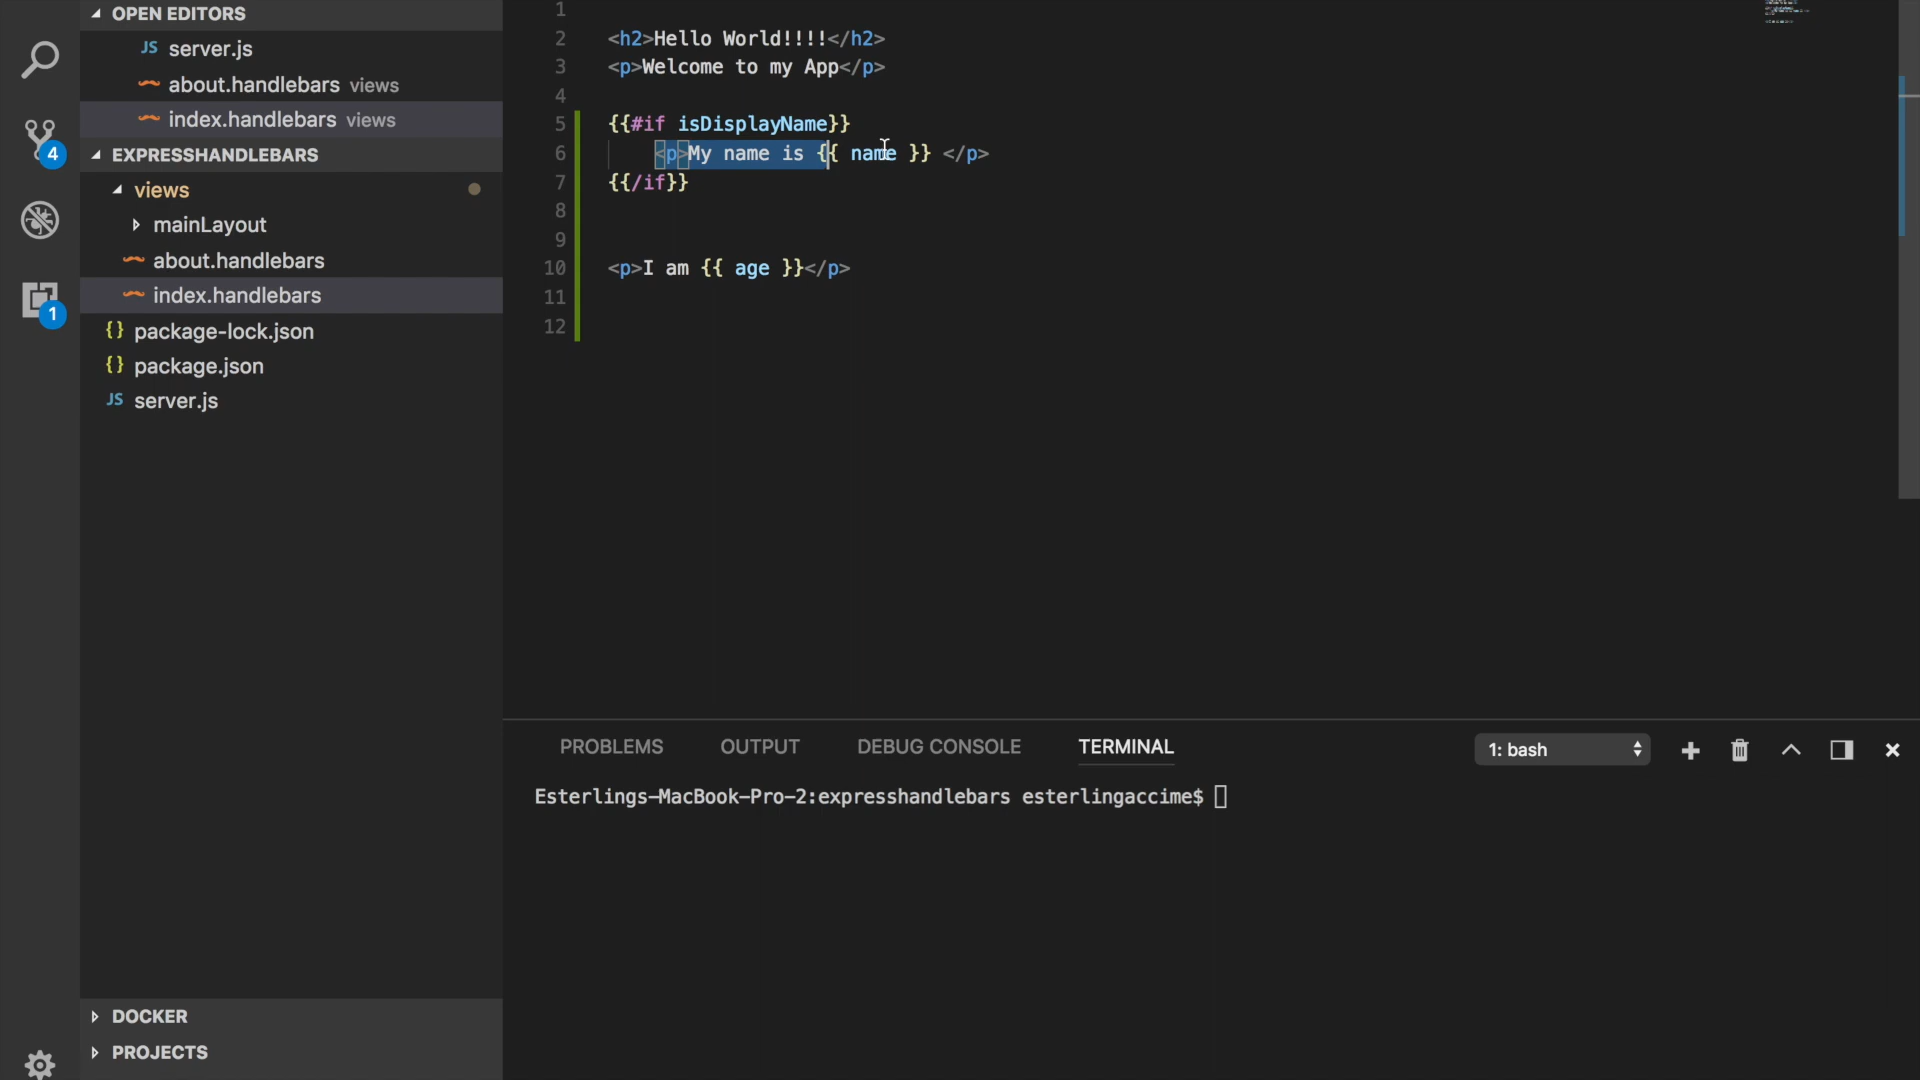 OPEN EDITORS
JS server.js
about.handlebars views
index.handlebars views
EXPRESSHANDLEBARS
views
mainLayout
about.handlebars
index.handlebars
{} package-lock.json
{} package.json
JS server.js
DOCKER
PROJECTS
4
1
1
2 <h2>Hello World!!!!</h2>
3 <p>Welcome to my App</p>
4
5 {{#if isDisplayName}}
6 <p>My name is {{ name }} </p>
7 {{/if}}
8
9
10 <p>I am {{ age }}</p>
11
12
PROBLEMS OUTPUT DEBUG CONSOLE TERMINAL 1: bash
Esterlings-MacBook-Pro-2:expresshandlebars esterlingaccime$